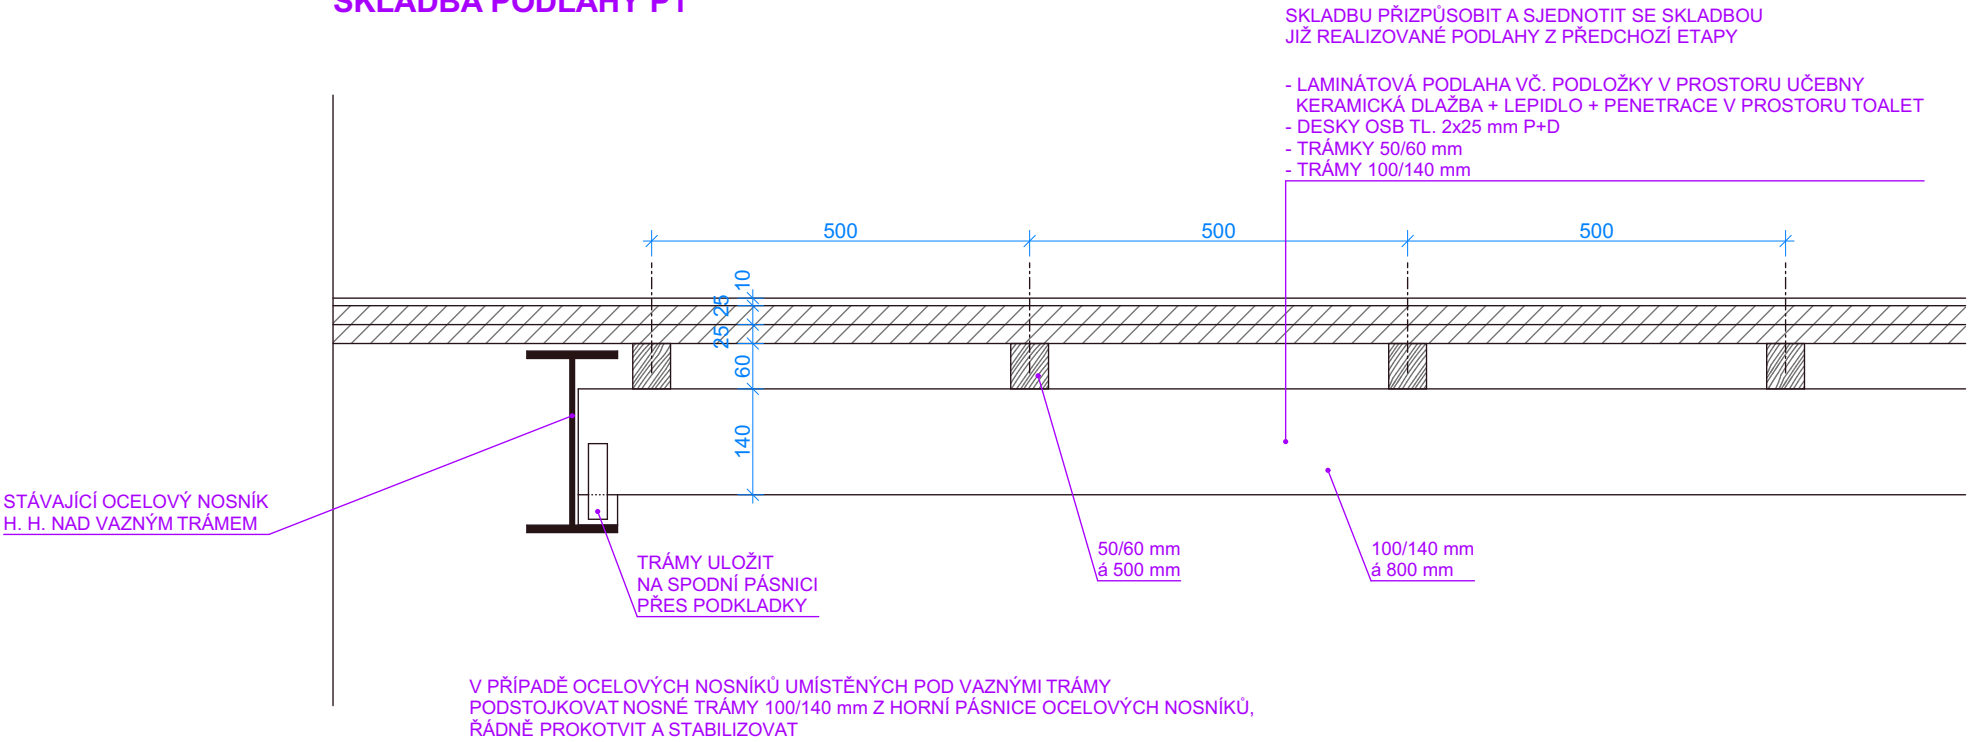 SKLADBA PODLAHY P1
SKLADBU PŘIZPŮSOBIT A SJEDNOTIT SE SKLADBOU
JIŽ REALIZOVANÉ PODLAHY Z PŘEDCHOZÍ ETAPY
- LAMINÁTOVÁ PODLAHA VČ. PODLOŽKY V PROSTORU UČEBNY
KERAMICKÁ DLAŽBA + LEPIDLO + PENETRACE V PROSTORU TOALET
- DESKY OSB TL. 2x25 mm P+D
- TRÁMKY 50/60 mm
- TRÁMY 100/140 mm
500
500
500
10
25
25
60
140
STÁVAJÍCÍ OCELOVÝ NOSNÍK
H. H. NAD VAZNÝM TRÁMEM
TRÁMY ULOŽIT
NA SPODNÍ PÁSNICI
PŘES PODKLADKY
50/60 mm
á 500 mm
100/140 mm
á 800 mm
V PŘÍPADĚ OCELOVÝCH NOSNÍKŮ UMÍSTĚNÝCH POD VAZNÝMI TRÁMY
PODSTOJKOVAT NOSNÉ TRÁMY 100/140 mm Z HORNÍ PÁSNICE OCELOVÝCH NOSNÍKŮ,
ŘÁDNĚ PROKOTVIT A STABILIZOVAT